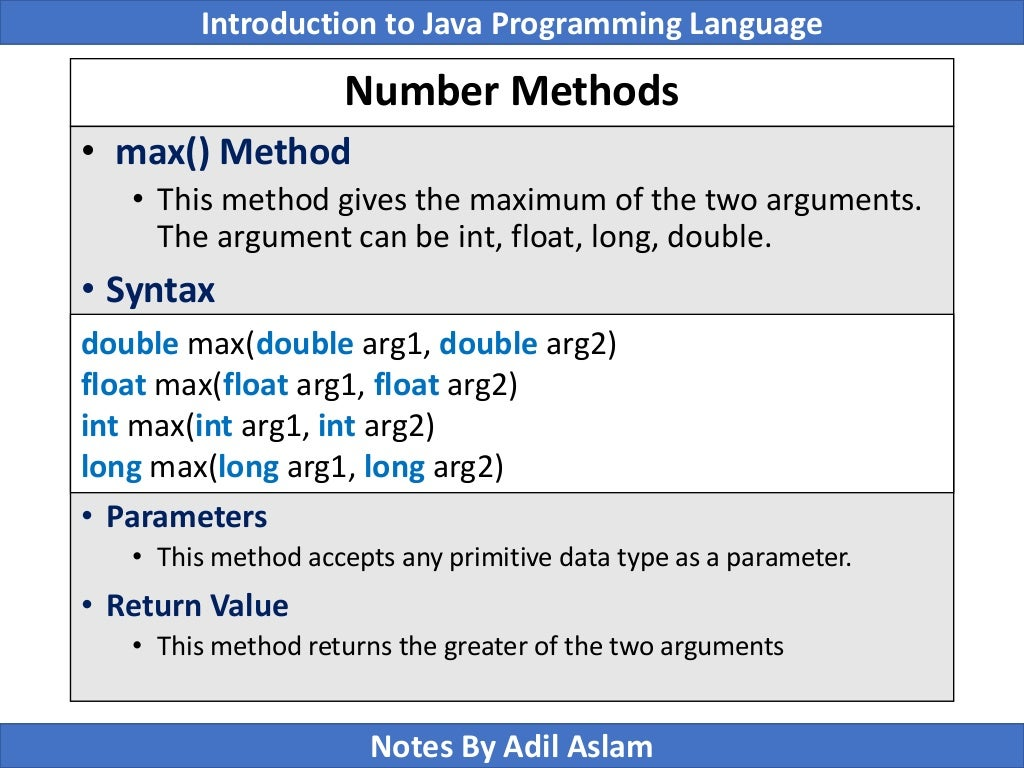 Introduction to Java Programming Language
Number Methods
• max() Method
• This method gives the maximum of the two arguments.
The argument can be int, float, long, double.
• Syntax
double max(double arg1, double arg2)
float max(float arg1, float arg2)
int max(int arg1, int arg2)
long max(long arg1, long arg2)
• Parameters
• This method accepts any primitive data type as a parameter.
• Return Value
• This method returns the greater of the two arguments
Notes By Adil Aslam